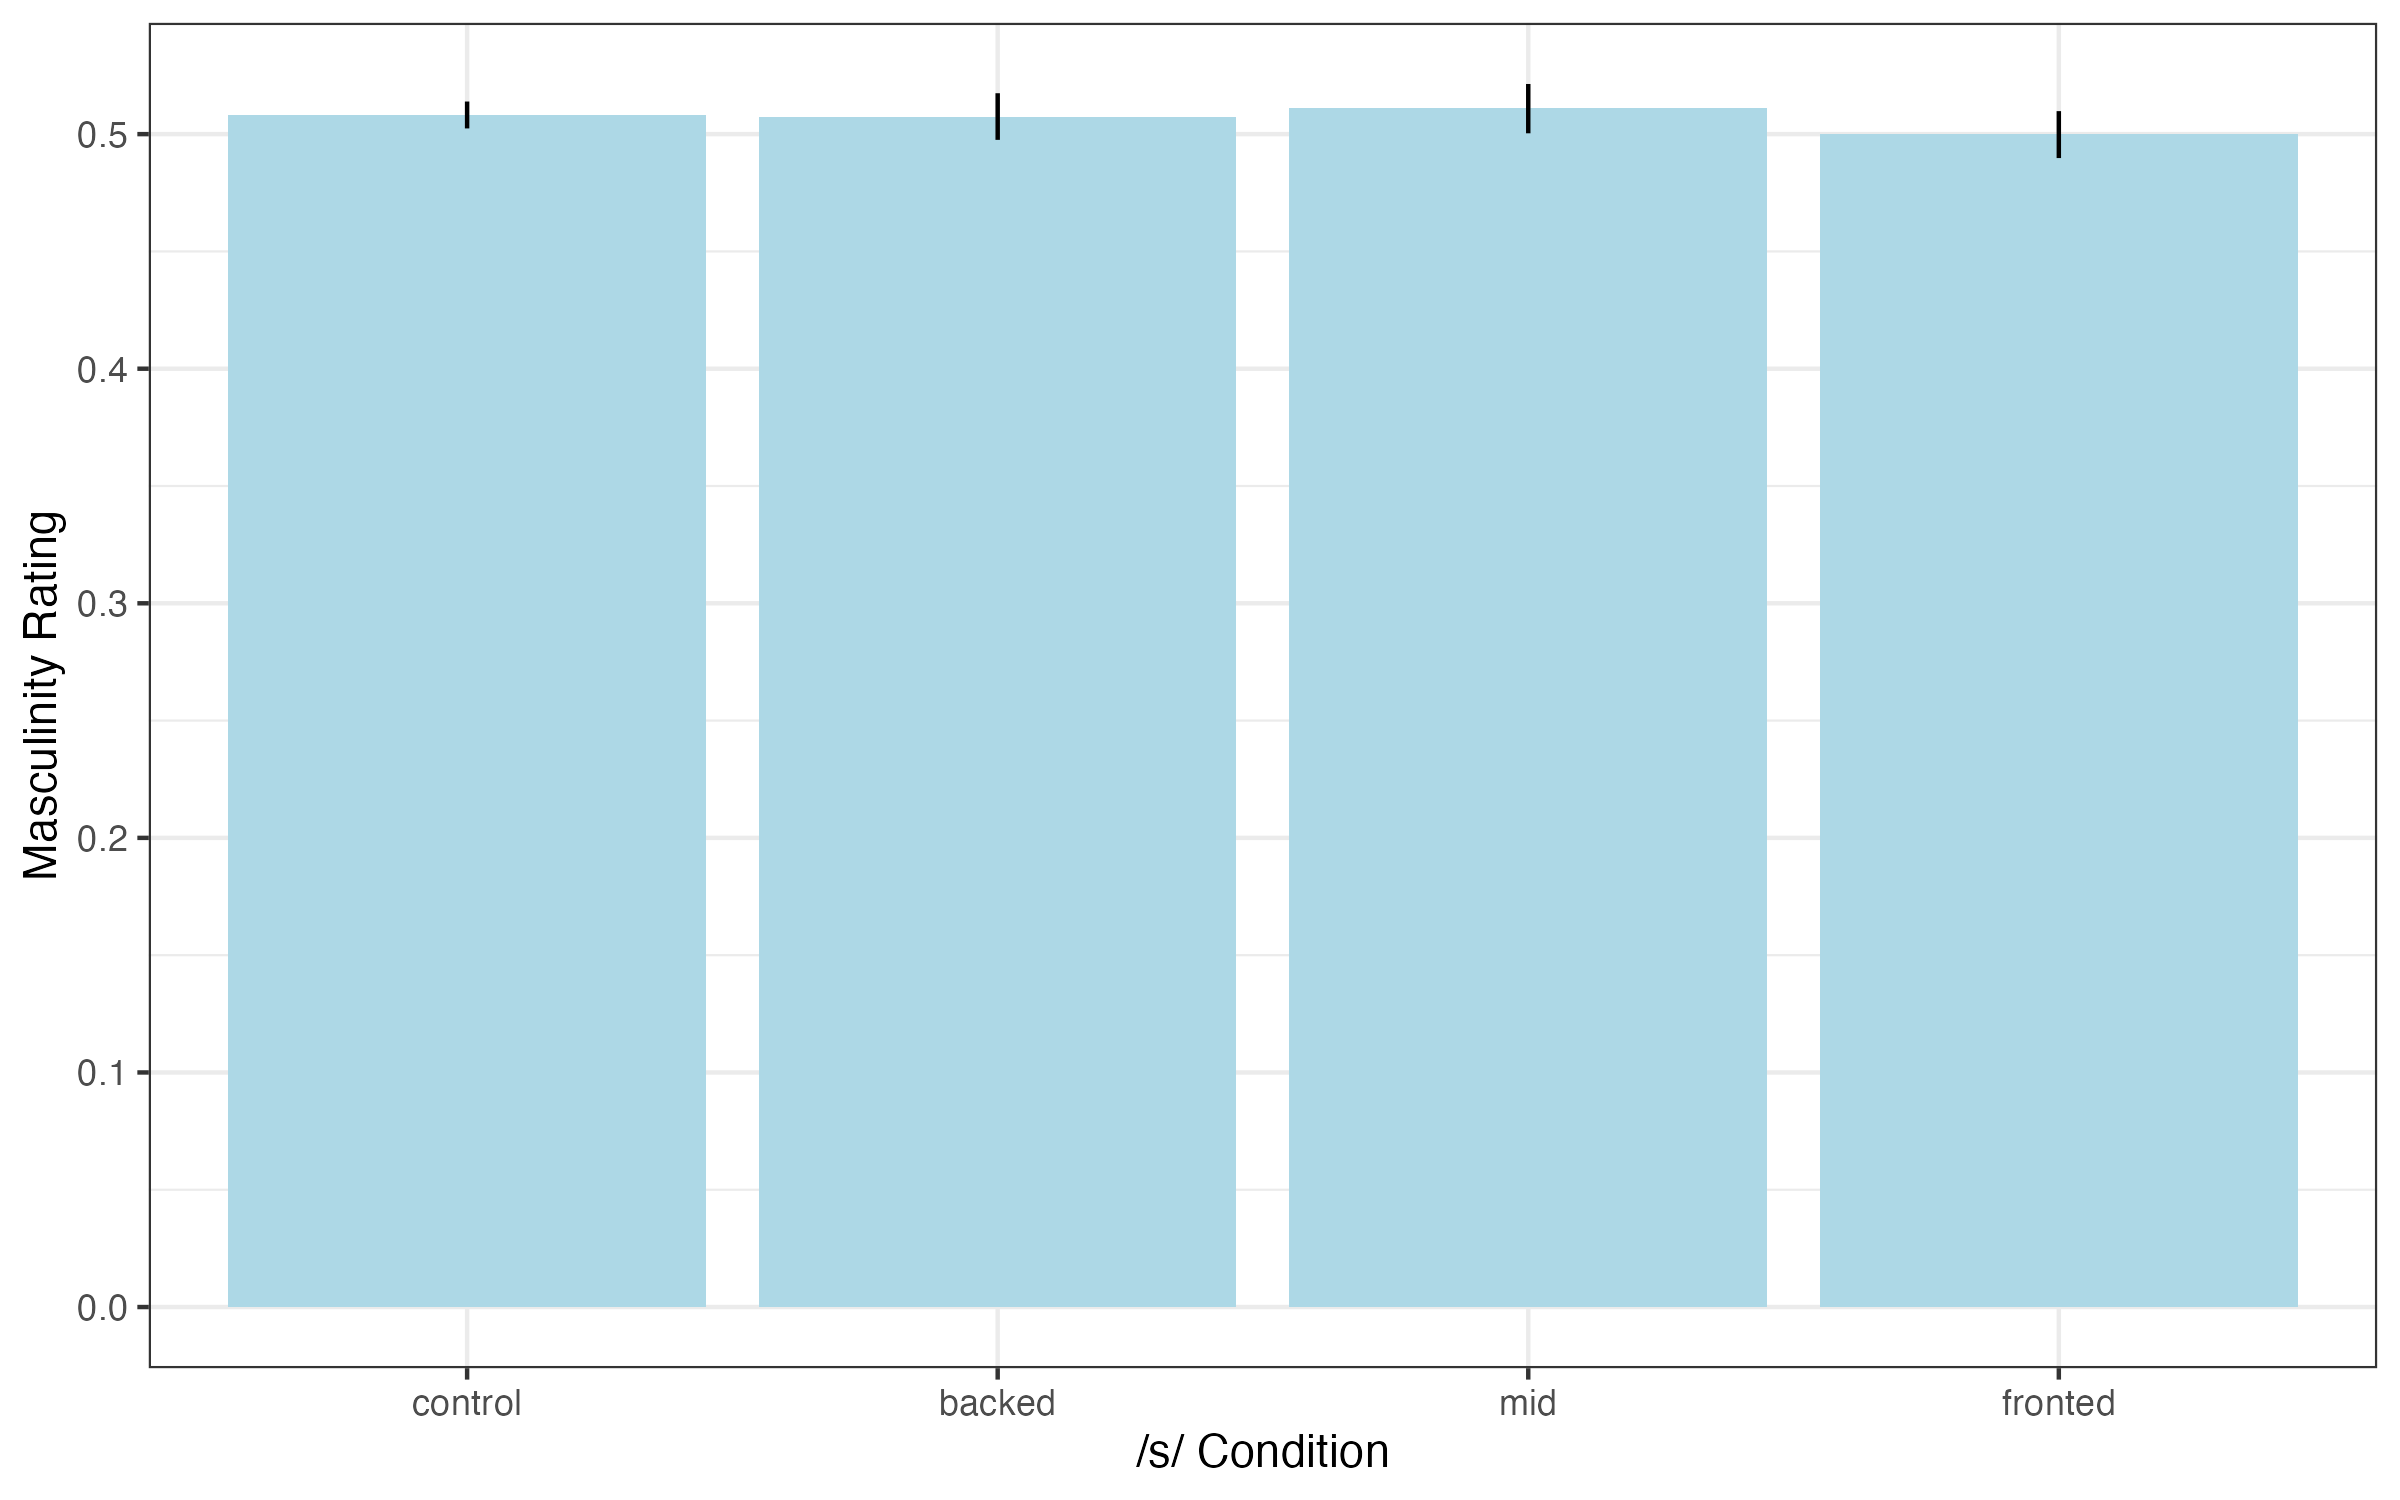 Masculinity Rating
0.5
0.4
0.3
0.2
0.1
0.0
control backed mid fronted
/s/ Condition